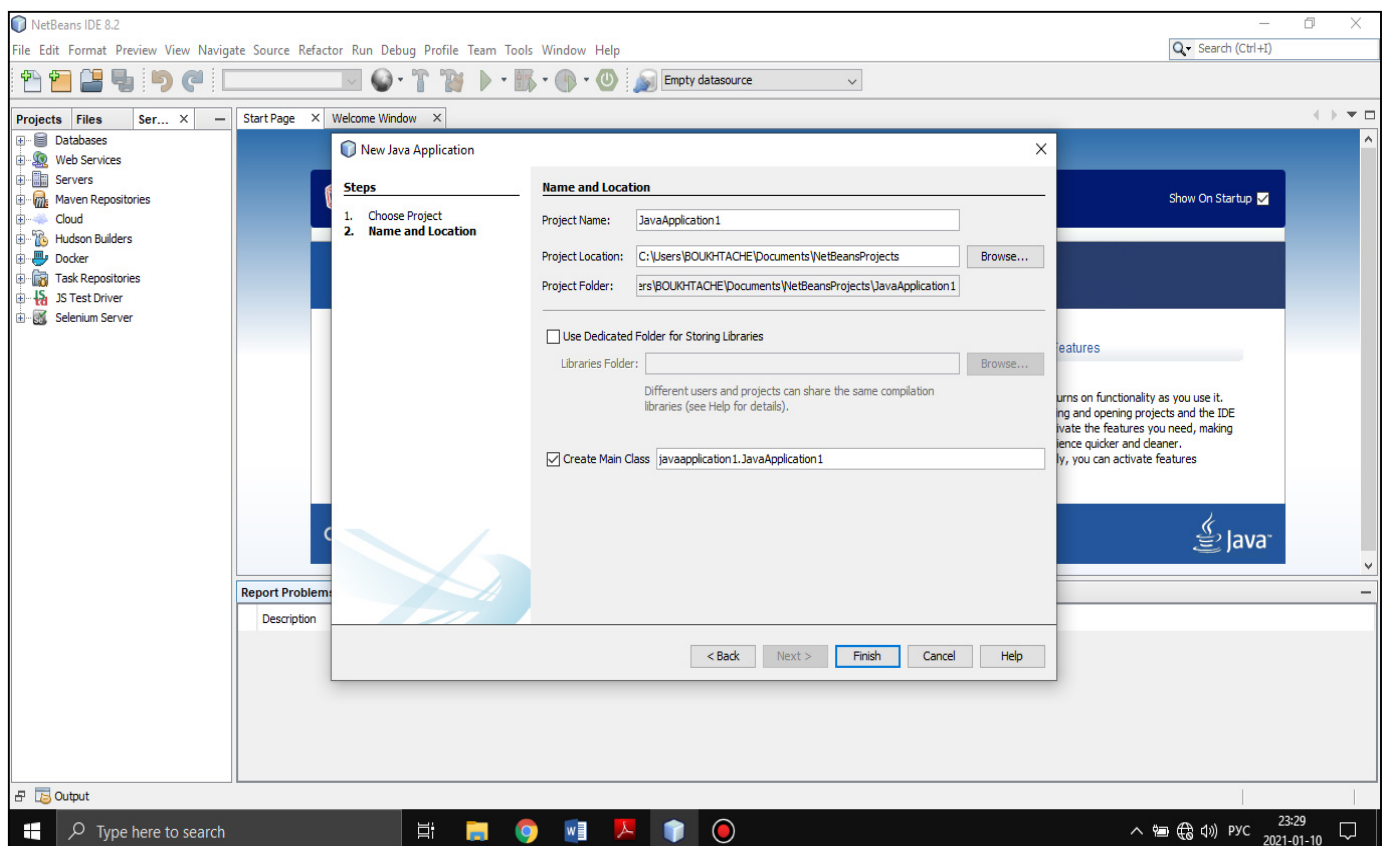 NetBeans IDE 8.2
File Edit Format Preview View Navigate Source Refactor Run Debug Profile Team Tools Window Help
Search (Ctrl+I)
Empty datasource
Projects Files Ser...
Start Page Welcome Window
Databases
Web Services
Servers
Maven Repositories
Cloud
Hudson Builders
Docker
Task Repositories
JS Test Driver
Selenium Server
New Java Application
Steps
1. Choose Project
2. Name and Location
Name and Location
Project Name: JavaApplication1
Project Location: C:\Users\BOUKHTACHE\Documents\NetBeansProjects Browse...
Project Folder: ers\BOUKHTACHE\Documents\NetBeansProjects\JavaApplication1
Use Dedicated Folder for Storing Libraries
Libraries Folder: Browse...
Different users and projects can share the same compilation
libraries (see Help for details).
Create Main Class javaapplication1.JavaApplication1
< Back Next > Finish Cancel Help
Show On Startup
Features
urns on functionality as you use it.
ing and opening projects and the IDE
ivate the features you need, making
ience quicker and cleaner.
ly, you can activate features
Java
Report Problems
Description
Output
Type here to search
РУС
23:29
2021-01-10